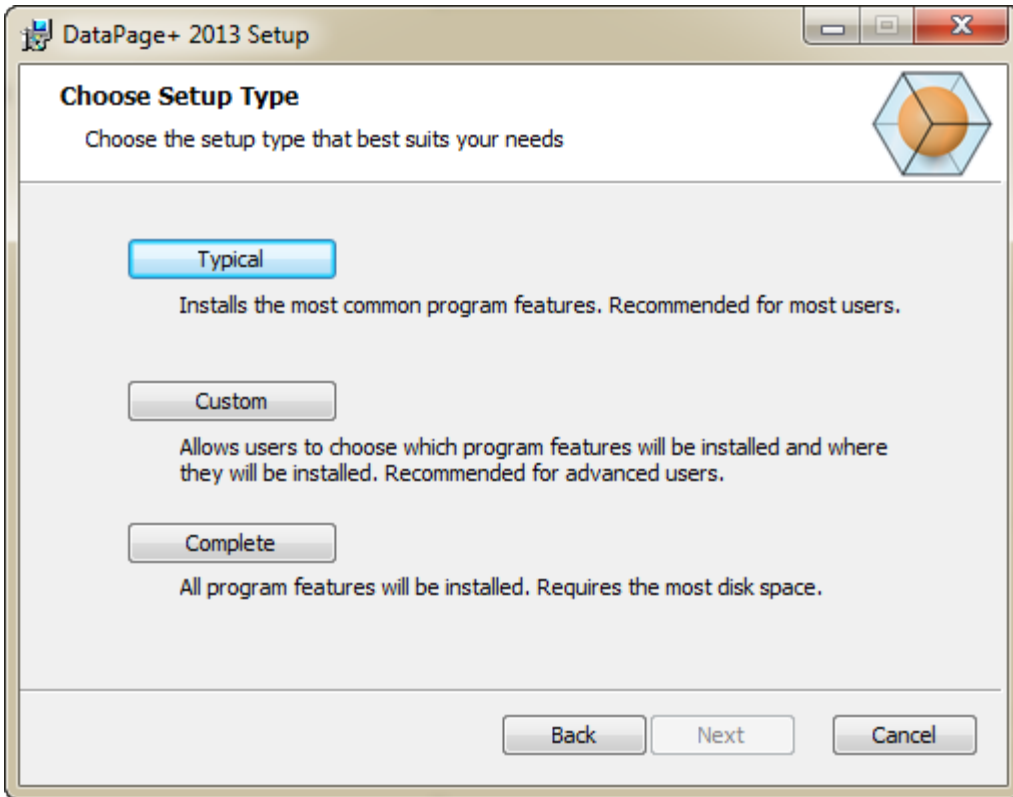 DataPage+ 2013 Setup
Choose Setup Type
Choose the setup type that best suits your needs
Typical
Installs the most common program features. Recommended for most users.
Custom
Allows users to choose which program features will be installed and where
they will be installed. Recommended for advanced users.
Complete
All program features will be installed. Requires the most disk space.
Back Next Cancel